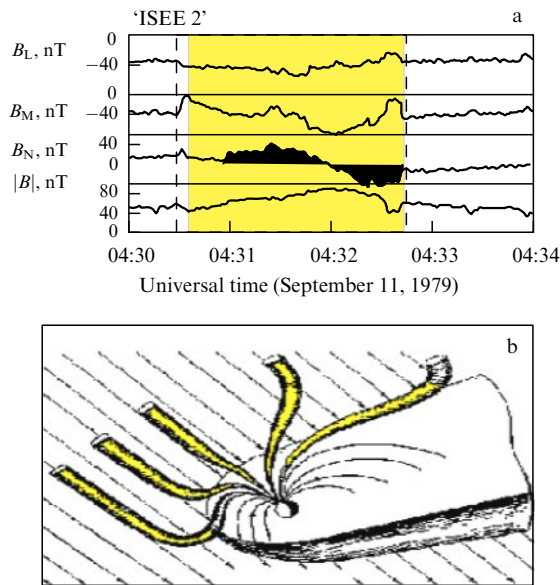 'ISEE 2' a
B_L, nT 0
−40
0
B_M, nT −40
B_N, nT 40
0
|B|, nT
80
40
0
04:30 04:31 04:32 04:33 04:34
Universal time (September 11, 1979)
b